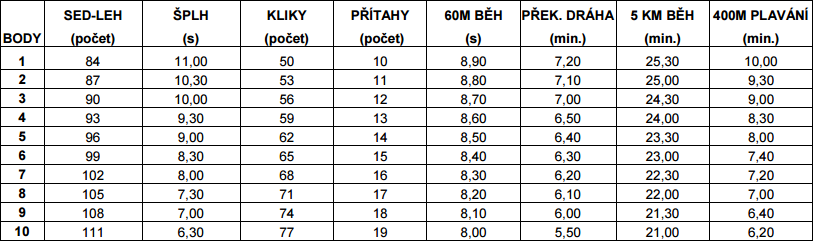 BODY SED-LEH (počet) ŠPLH (s) KLIKY (počet) PŘÍTAHY (počet) 60M BĚH (s) PŘEK. DRÁHA (min.) 5 KM BĚH (min.) 400M PLAVÁNÍ (min.)
1 84 11,00 50 10 8,90 7,20 25,30 10,00
2 87 10,30 53 11 8,80 7,10 25,00 9,30
3 90 10,00 56 12 8,70 7,00 24,30 9,00
4 93 9,30 59 13 8,60 6,50 24,00 8,30
5 96 9,00 62 14 8,50 6,40 23,30 8,00
6 99 8,30 65 15 8,40 6,30 23,00 7,40
7 102 8,00 68 16 8,30 6,20 22,30 7,20
8 105 7,30 71 17 8,20 6,10 22,00 7,00
9 108 7,00 74 18 8,10 6,00 21,30 6,40
10 111 6,30 77 19 8,00 5,50 21,00 6,20